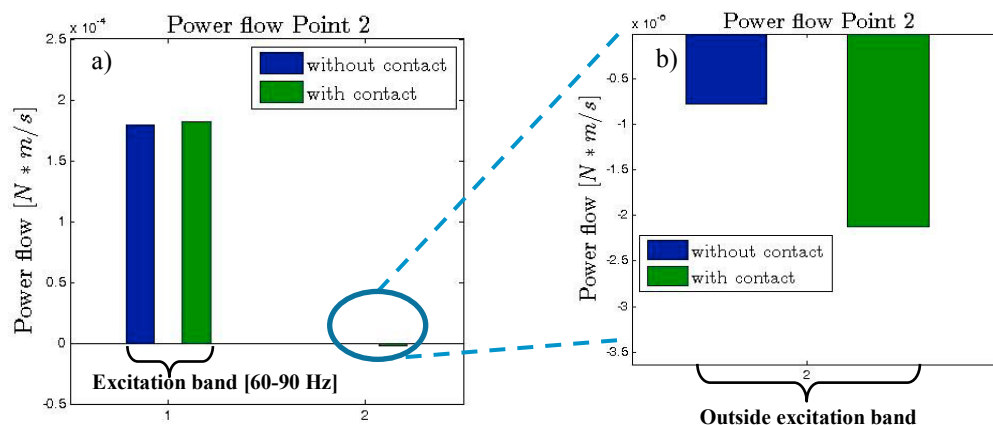 Power flow Point 2
x 10⁻⁴
a)
without contact
with contact
Power flow [N * m/s]
2.5
2
1.5
1
0.5
0
-0.5
Excitation band [60-90 Hz]
1
2
Power flow Point 2
x 10⁻⁶
b)
Power flow [N * m/s]
-0.5
-1
-1.5
-2
-2.5
-3
-3.5
without contact
with contact
2
Outside excitation band